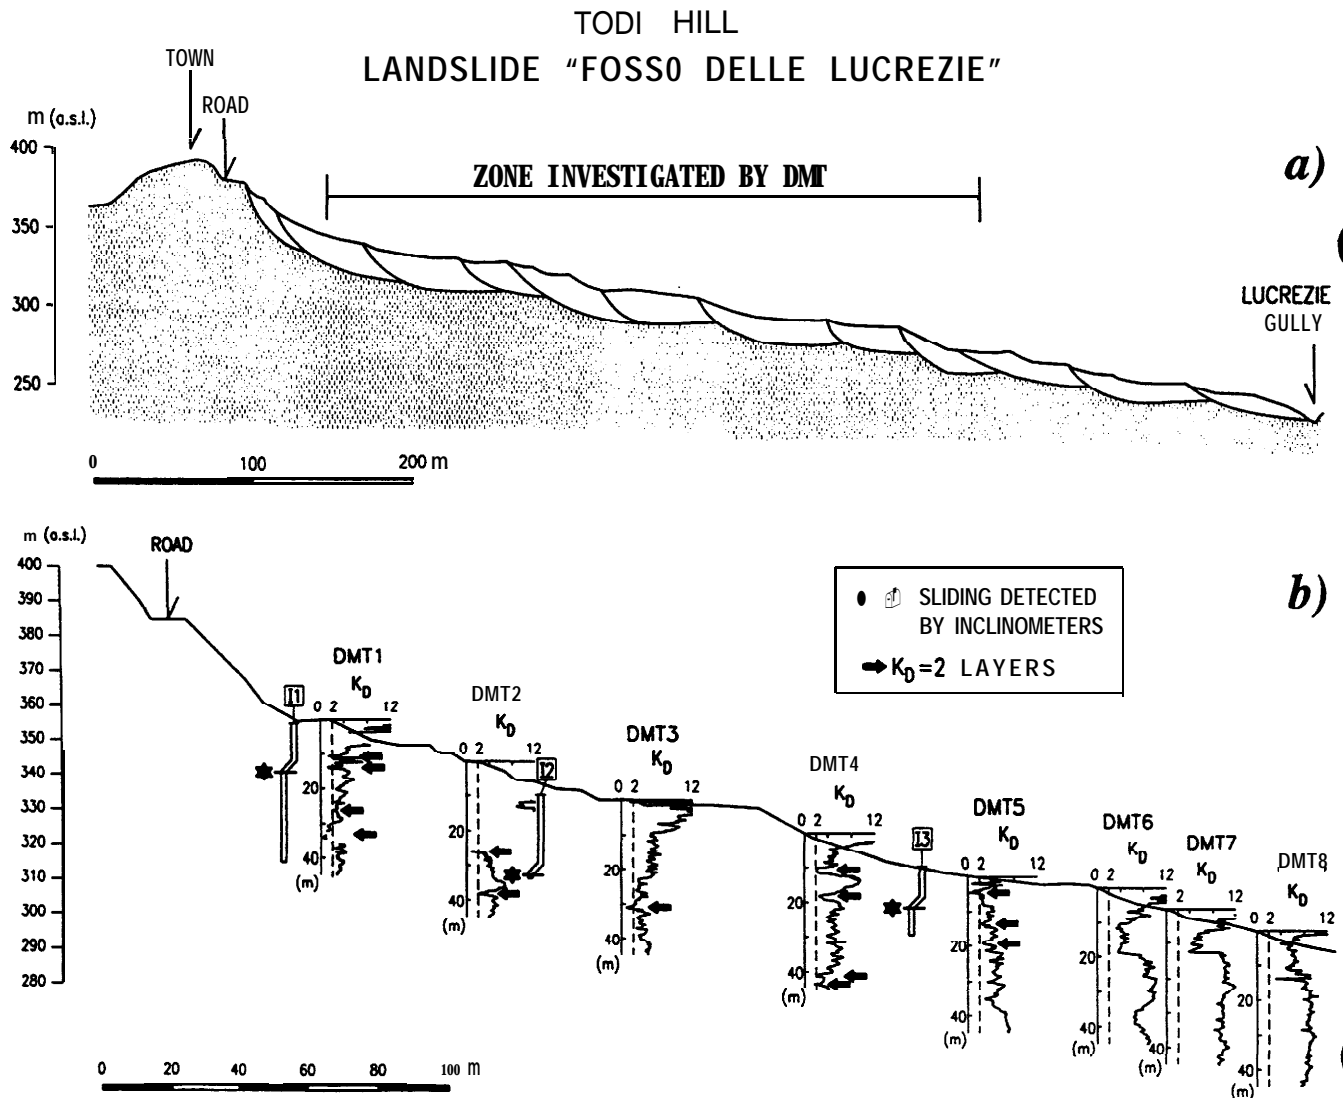 TODI HILL
LANDSLIDE “FOSS0 DELLE LUCREZIE”
TOWN
ROAD
m (a.s.l.)
400
350
300
250
ZONE INVESTIGATED BY DMT
a)
LUCREZIE
GULLY
0 100 200 m
m (a.s.l.)
400
390
380
370
360
350
340
330
320
310
300
290
280
ROAD
SLIDING DETECTED
BY INCLINOMETERS
K_D=2 LAYERS
b)
I1
DMT1
K_D
0 2 12
20
40
(m)
DMT2
K_D
0 2 12
I2
20
40
(m)
DMT3
K_D
0 2 12
20
40
(m)
DMT4
K_D
0 2 12
20
40
(m)
I3
DMT5
K_D
0 2 12
20
40
(m)
DMT6
K_D
0 2 12
20
40
(m)
DMT7
K_D
0 2 12
20
40
(m)
DMT8
K_D
0 2 12
20
40
(m)
0 20 40 60 80 100 m